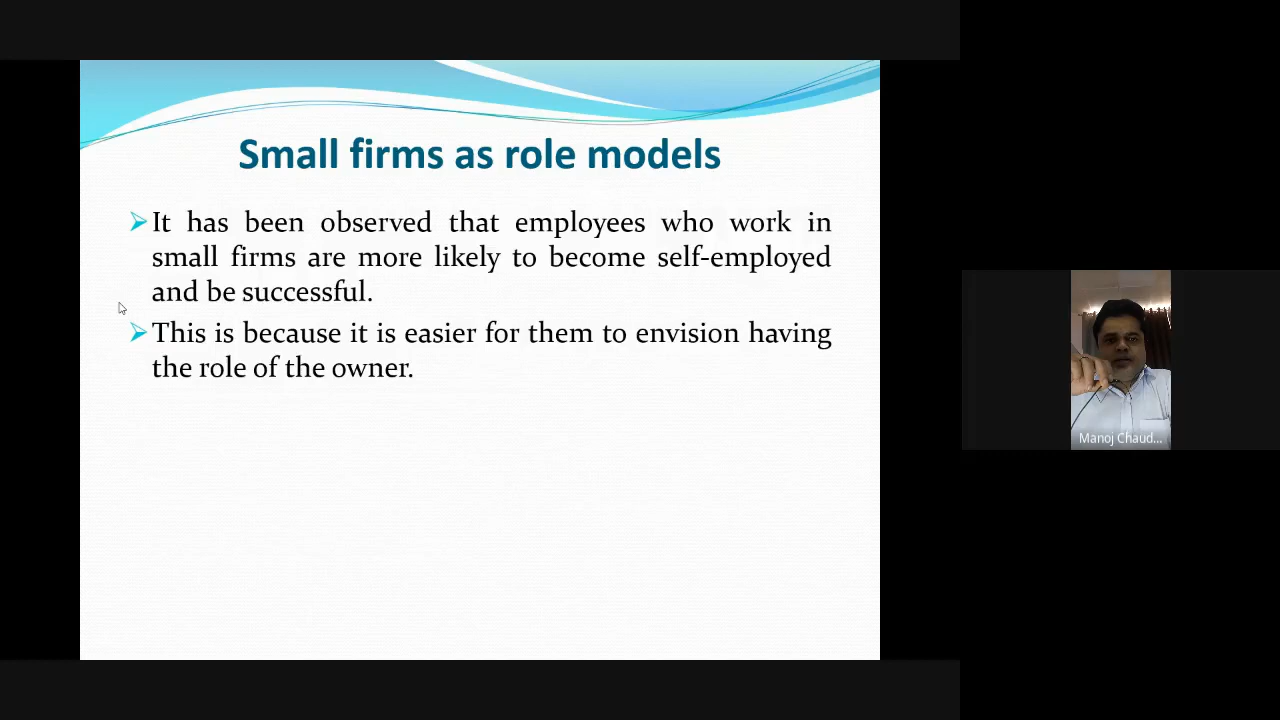 Small firms as role models
It has been observed that employees who work in
small firms are more likely to become self-employed
and be successful.
This is because it is easier for them to envision having
the role of the owner.
Manoj Chaud...